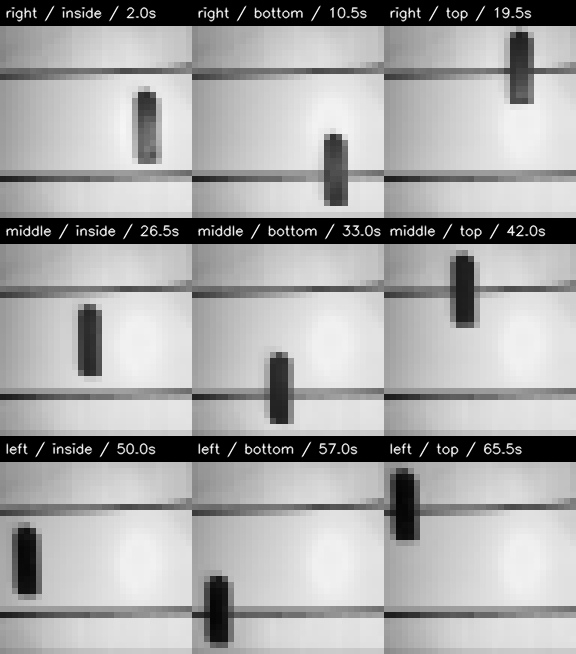 right / inside / 2.0s
right / bottom / 10.5s
right / top / 19.5s
middle / inside / 26.5s
middle / bottom / 33.0s
middle / top / 42.0s
left / inside / 50.0s
left / bottom / 57.0s
left / top / 65.5s